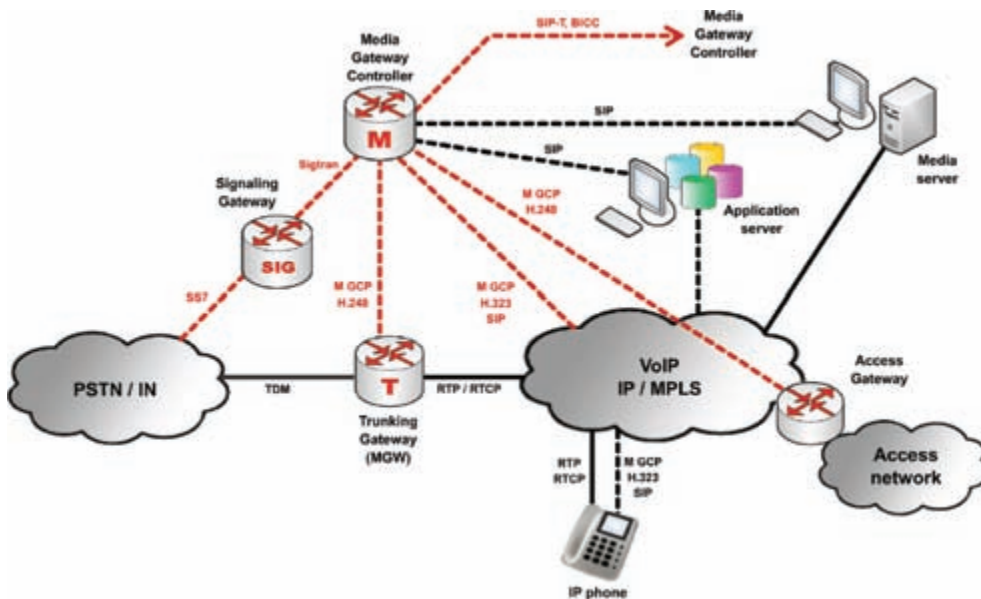 SIP-T, BICC
Media
Gateway
Controller
Media
Gateway
Controller
SIP
M
SIP
Sigtran
Media
server
Signaling
Gateway
M GCP
H.248
Application
server
SIG
SS7
M GCP
H.248
M GCP
H.323
SIP
PSTN / IN
TDM
T
RTP / RTCP
VoIP
IP / MPLS
Access
Gateway
Trunking
Gateway
(MGW)
Access
network
RTP
RTCP
M GCP
H.323
SIP
IP phone